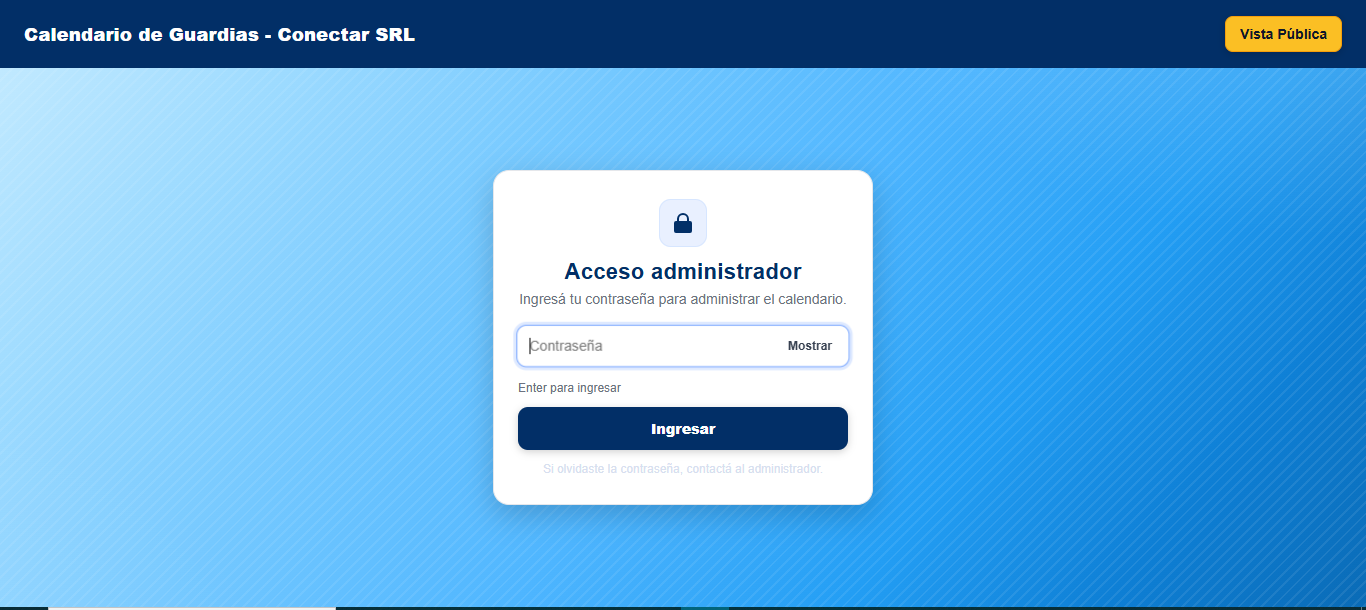 Calendario de Guardias - Conectar SRL
Vista Pública
Acceso administrador
Ingresá tu contraseña para administrar el calendario.
Contraseña
Mostrar
Enter para ingresar
Ingresar
Si olvidaste la contraseña, contactá al administrador.